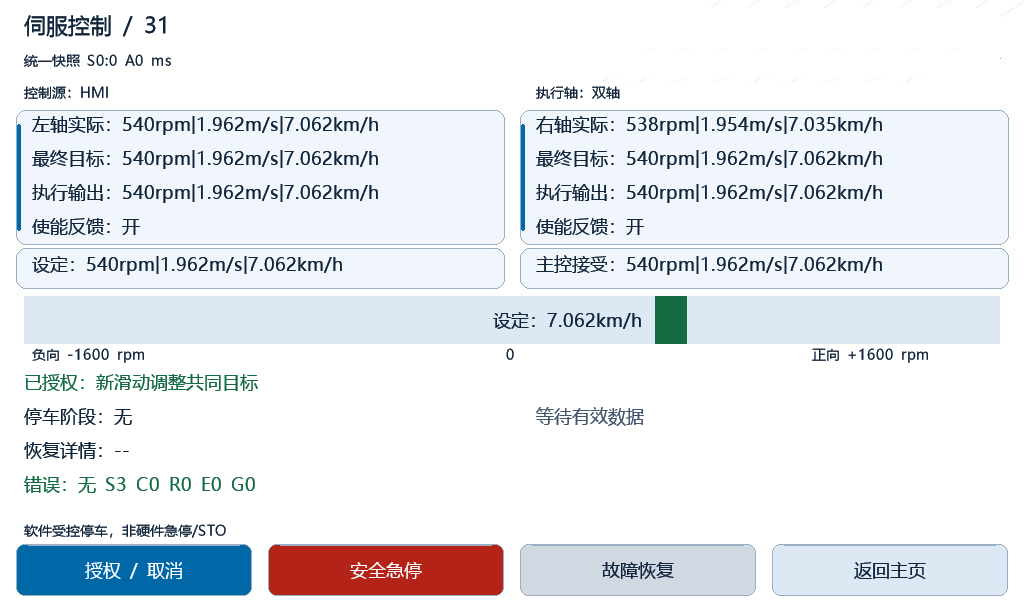 伺服控制 / 31
统一快照 S0:0 A0 ms
控制源：HMI
执行轴：双轴
左轴实际：540rpm|1.962m/s|7.062km/h
最终目标：540rpm|1.962m/s|7.062km/h
执行输出：540rpm|1.962m/s|7.062km/h
使能反馈：开
右轴实际：538rpm|1.954m/s|7.035km/h
最终目标：540rpm|1.962m/s|7.062km/h
执行输出：540rpm|1.962m/s|7.062km/h
使能反馈：开
设定：540rpm|1.962m/s|7.062km/h
主控接受：540rpm|1.962m/s|7.062km/h
设定：7.062km/h
负向 -1600 rpm
0
正向 +1600 rpm
已授权：新滑动调整共同目标
停车阶段：无
等待有效数据
恢复详情：--
错误：无 S3 C0 R0 E0 G0
软件受控停车，非硬件急停/STO
授权 / 取消
安全急停
故障恢复
返回主页